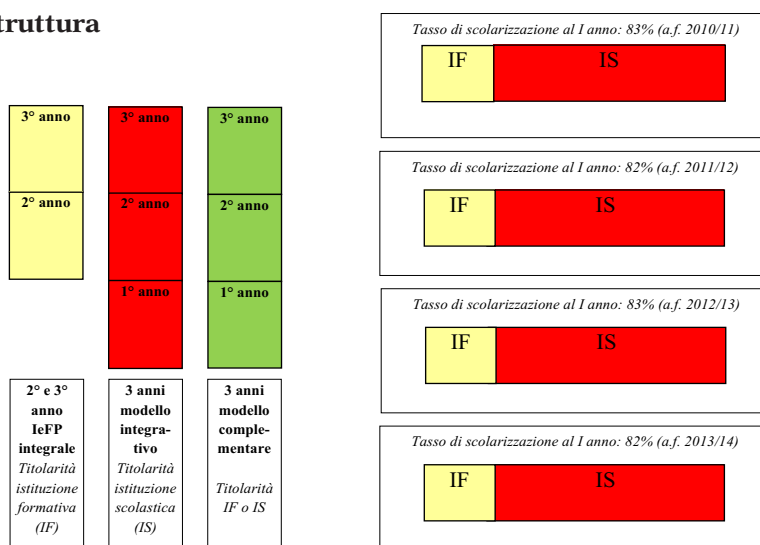 truttura
3° anno
2° anno
3° anno
2° anno
1° anno
3° anno
2° anno
1° anno
2° e 3°
anno
IeFP
integrale
Titolarità
istituzione
formativa
(IF)
3 anni
modello
integra-
tivo
Titolarità
istituzione
scolastica
(IS)
3 anni
modello
comple-
mentare
Titolarità
IF o IS
Tasso di scolarizzazione al I anno: 83% (a.f. 2010/11)
IF IS
Tasso di scolarizzazione al I anno: 82% (a.f. 2011/12)
IF IS
Tasso di scolarizzazione al I anno: 83% (a.f. 2012/13)
IF IS
Tasso di scolarizzazione al I anno: 82% (a.f. 2013/14)
IF IS